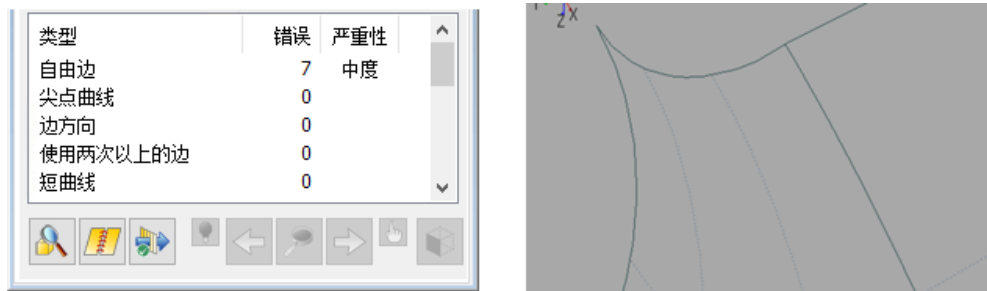 类型 错误 严重性
自由边 7 中度
尖点曲线 0
边方向 0
使用两次以上的边 0
短曲线 0
z x